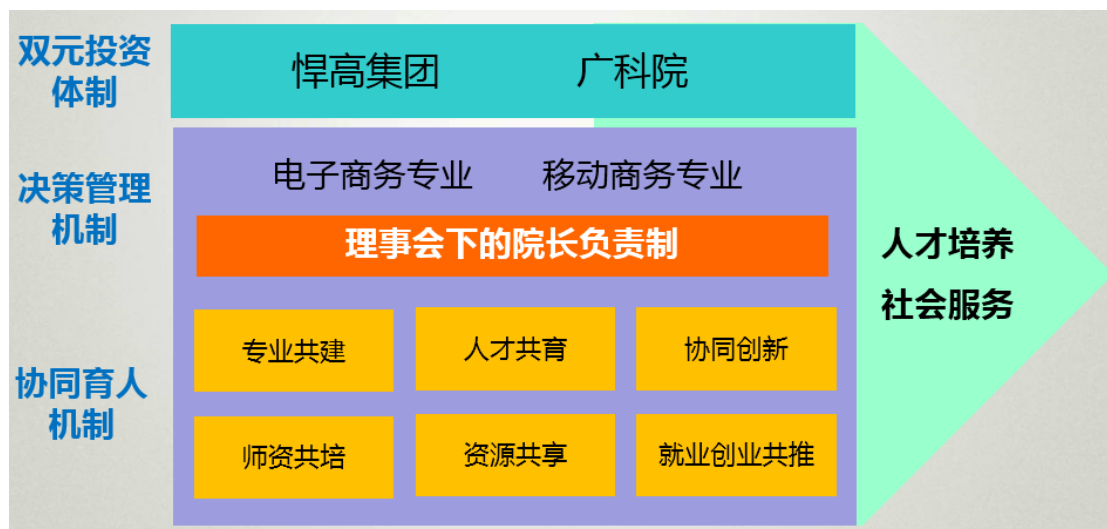 双元投资
体制
悍高集团 广科院
决策管理
机制
电子商务专业 移动商务专业
理事会下的院长负责制
协同育人
机制
专业共建 人才共育 协同创新
师资共培 资源共享 就业创业共推
人才培养
社会服务